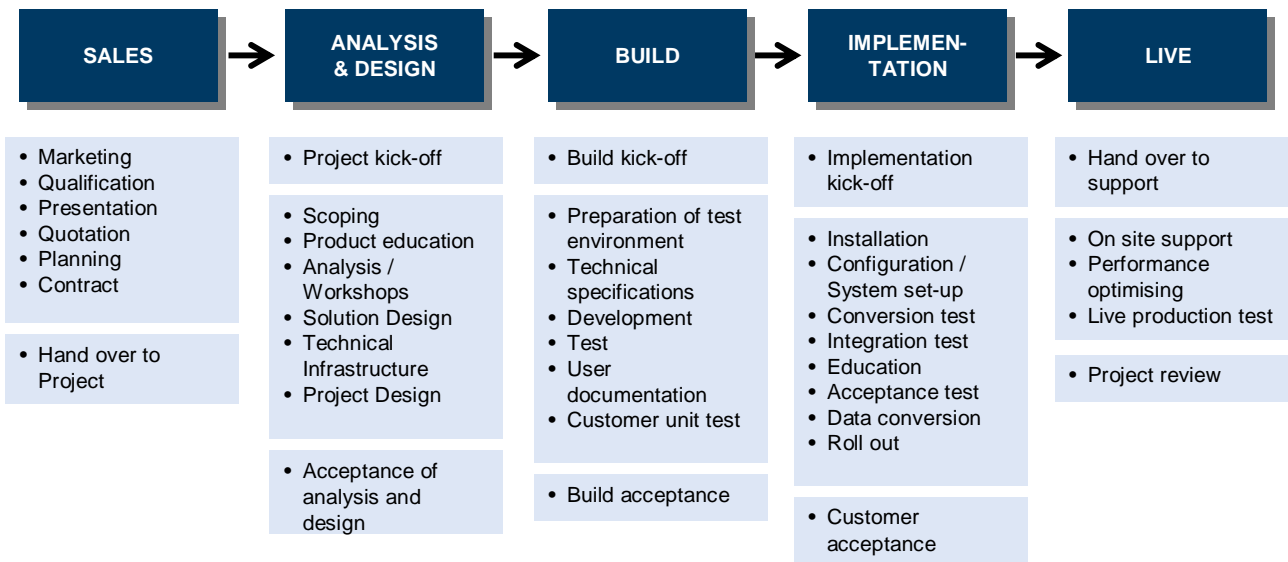 SALES
ANALYSIS
& DESIGN
BUILD
IMPLEMEN-
TATION
LIVE
• Marketing
• Qualification
• Presentation
• Quotation
• Planning
• Contract
• Hand over to
Project
• Project kick-off
• Scoping
• Product education
• Analysis /
Workshops
• Solution Design
• Technical
Infrastructure
• Project Design
• Acceptance of
analysis and
design
• Build kick-off
• Preparation of test
environment
• Technical
specifications
• Development
• Test
• User
documentation
• Customer unit test
• Build acceptance
• Implementation
kick-off
• Installation
• Configuration /
System set-up
• Conversion test
• Integration test
• Education
• Acceptance test
• Data conversion
• Roll out
• Customer
acceptance
• Hand over to
support
• On site support
• Performance
optimising
• Live production test
• Project review